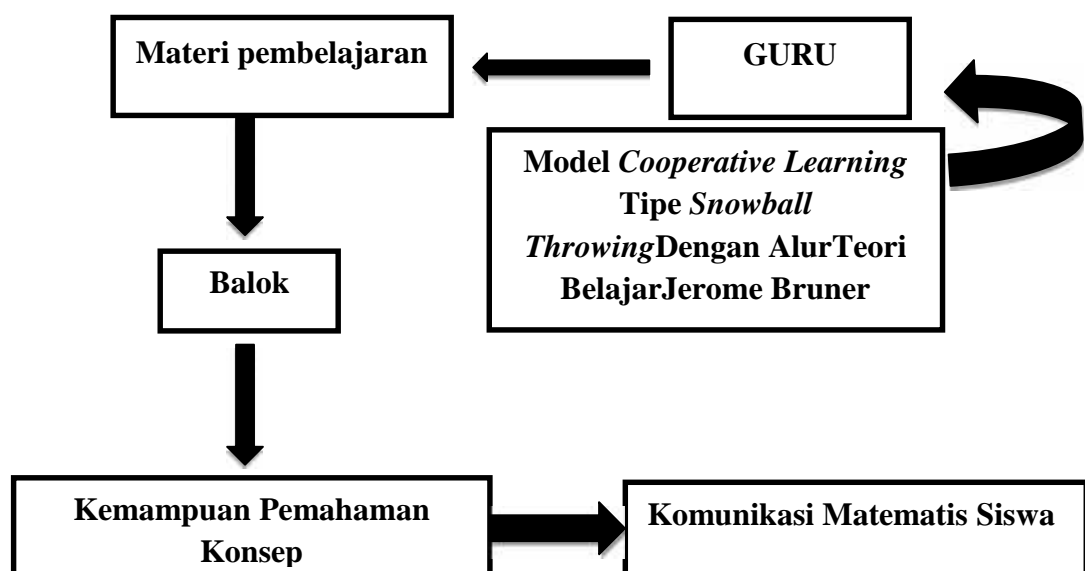 Materi pembelajaran
GURU
Model Cooperative Learning
Tipe Snowball
ThrowingDengan AlurTeori
BelajarJerome Bruner
Balok
Kemampuan Pemahaman
Konsep
Komunikasi Matematis Siswa